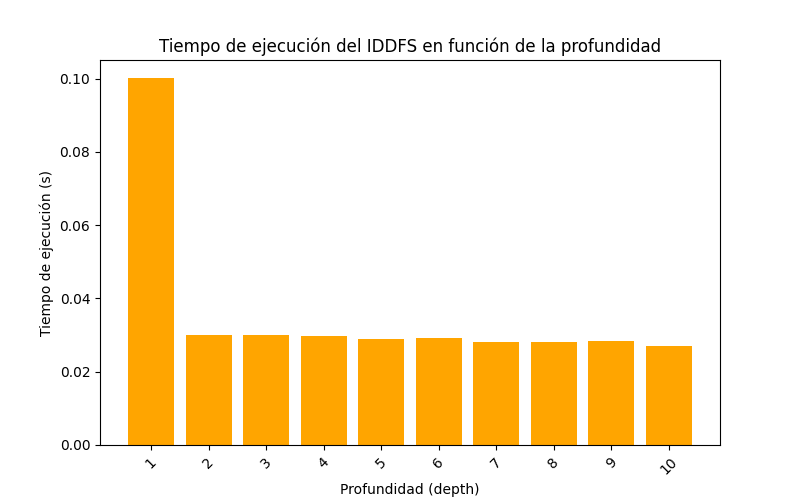 Tiempo de ejecución del IDDFS en función de la profundidad
Tiempo de ejecución (s)
0.10
0.08
0.06
0.04
0.02
0.00
1 2 3 4 5 6 7 8 9 10
Profundidad (depth)